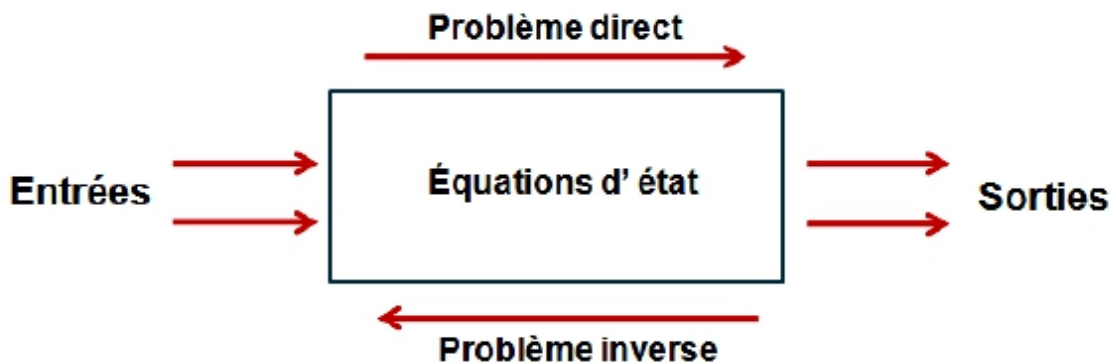 Problème direct
Entrées
Équations d' état
Sorties
Problème inverse